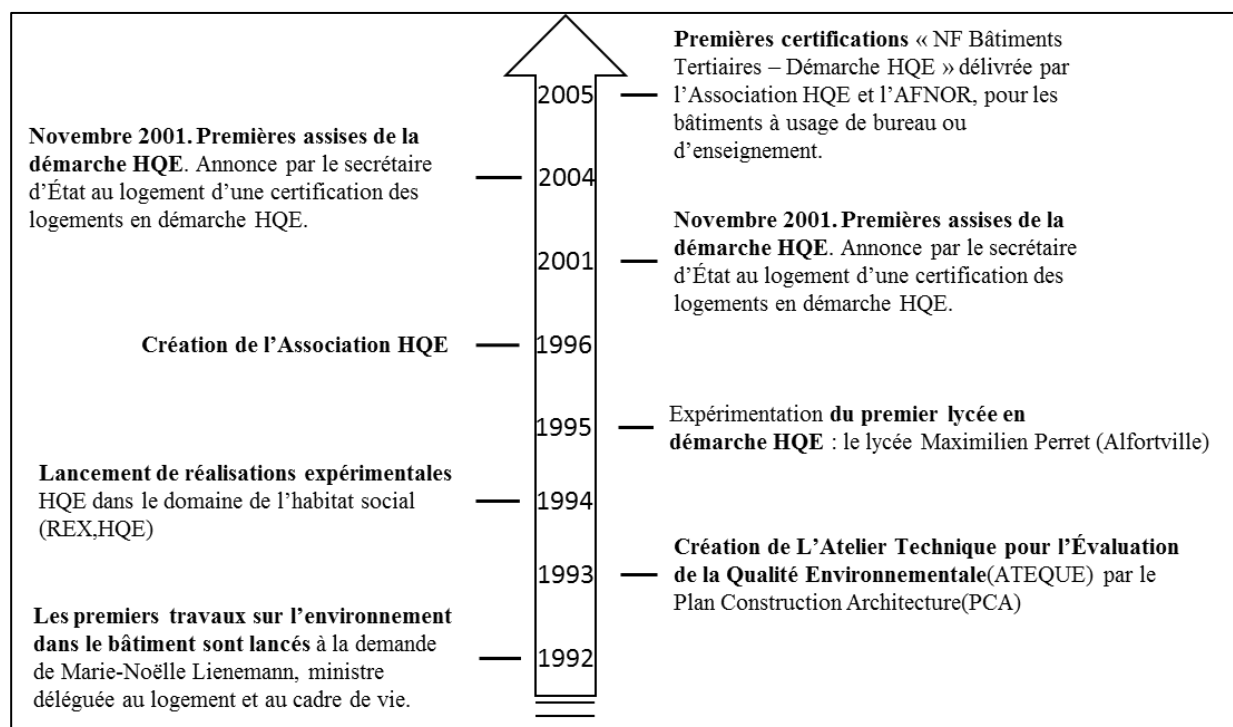 Premières certifications « NF Bâtiments
Tertiaires – Démarche HQE » délivrée par
l’Association HQE et l’AFNOR, pour les
bâtiments à usage de bureau ou
d’enseignement.
2005
Novembre 2001. Premières assises de la
démarche HQE. Annonce par le secrétaire
d’État au logement d’une certification des
logements en démarche HQE.
2004
Novembre 2001. Premières assises de la
démarche HQE. Annonce par le secrétaire
d’État au logement d’une certification des
logements en démarche HQE.
2001
Création de l’Association HQE
1996
1995
Expérimentation du premier lycée en
démarche HQE : le lycée Maximilien Perret (Alfortville)
Lancement de réalisations expérimentales
HQE dans le domaine de l’habitat social
(REX,HQE)
1994
Création de L’Atelier Technique pour l’Évaluation
de la Qualité Environnementale(ATEQUE) par le
Plan Construction Architecture(PCA)
1993
Les premiers travaux sur l’environnement
dans le bâtiment sont lancés à la demande
de Marie-Noëlle Lienemann, ministre
déléguée au logement et au cadre de vie.
1992